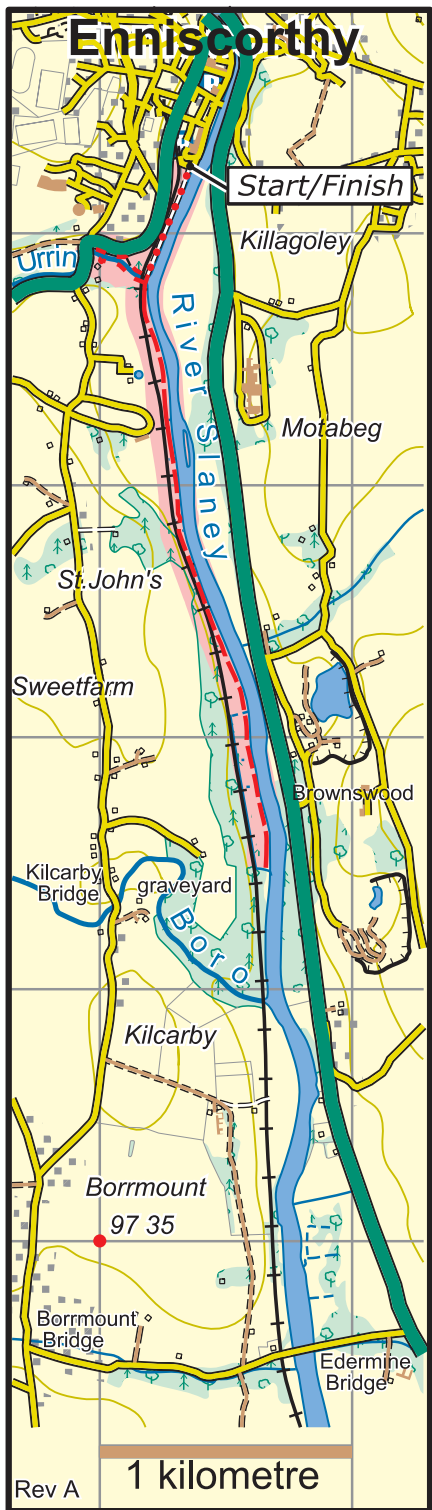 Enniscorthy
Start/Finish
Killagoley
Urrin
River Slaney
Motabeg
St.John's
Sweetfarm
Brownswood
Kilcarby
Bridge
graveyard
Boro
Kilcarby
Borrmount
97 35
Borrmount
Bridge
Edermine
Bridge
1 kilometre
Rev A